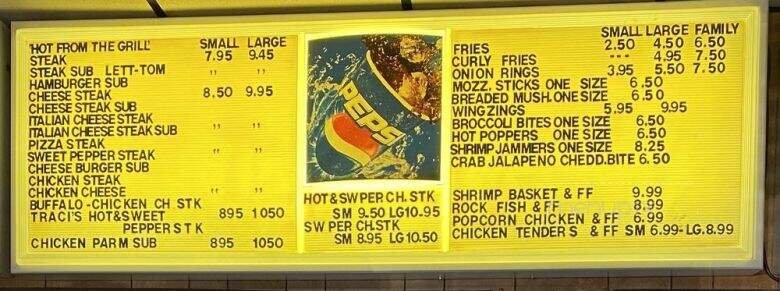 'HOT FROM THE GRILL' SMALL LARGE
STEAK 7.95 9.45
STEAK SUB LETT-TOM " "
HAMBURGER SUB
CHEESE STEAK 8,50 9.95
CHEESE STEAK SUB
ITALIAN CHEESE STEAK
ITALIAN CHEESE STEAK SUB " "
PIZZA STEAK
SWEET PEPPER STEAK " "
CHEESE BURGER SUB
CHICKEN STEAK
CHICKEN CHEESE " "
BUFFALO-CHICKEN CH STK
TRACI'S HOT&SWEET 895 1050
PEPPER STK
CHICKEN PARM SUB 895 1050
PEPSI
HOT&SWPER CH. STK
SM 9.50 LG10.95
SW PER CH.STK
SM 8.95 LG10.50
SMALL LARGE FAMILY
FRIES 2.50 4.50 6.50
CURLY FRIES --- 4.95 7.50
ONION RINGS 3.95 5.50 7.50
MOZZ. STICKS ONE SIZE 6.50
BREADED MUSH. ONE SIZE 6.50
WINGZINGS 5.95 9.95
BROCCOLI BITES ONE SIZE 6.50
HOT POPPERS ONE SIZE 6.50
SHRIMP JAMMERS ONE SIZE 8.25
CRAB JALAPENO CHEDD.BITE 6.50
SHRIMP BASKET & FF 9.99
ROCK FISH & FF 8.99
POPCORN CHICKEN & FF 6.99
CHICKEN TENDERS & FF SM 6.99-LG.8.99